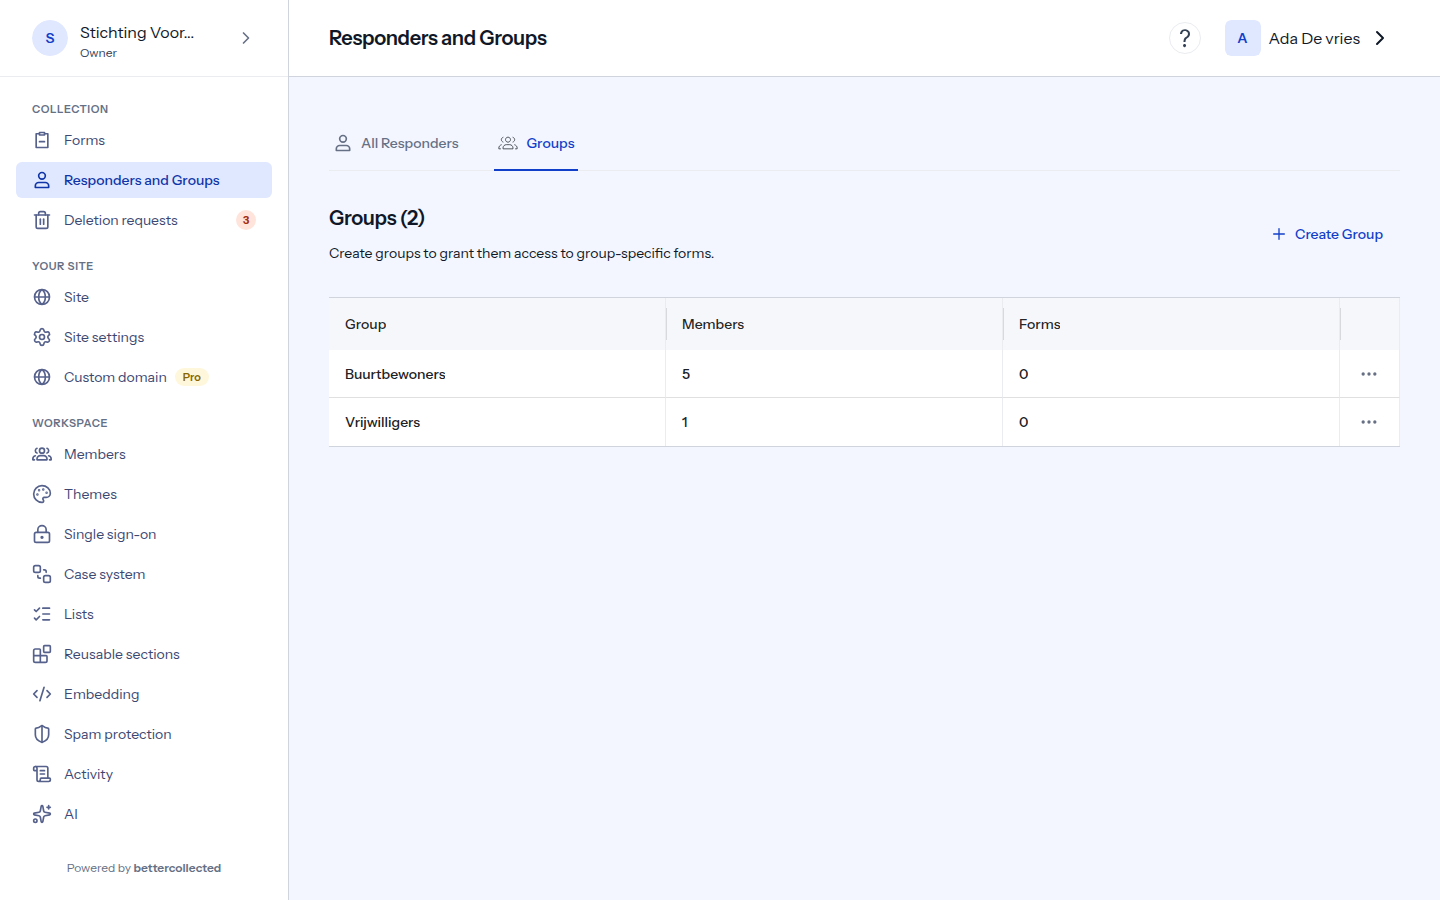 S
Stichting Voor...
Owner
Responders and Groups
?
A
Ada De vries
COLLECTION
Forms
Responders and Groups
Deletion requests
3
YOUR SITE
Site
Site settings
Custom domain
Pro
WORKSPACE
Members
Themes
Single sign-on
Case system
Lists
Reusable sections
Embedding
Spam protection
Activity
AI
Powered by bettercollected
All Responders
Groups
Groups (2)
Create groups to grant them access to group-specific forms.
Create Group
Group Members Forms
Buurtbewoners 5 0
Vrijwilligers 1 0